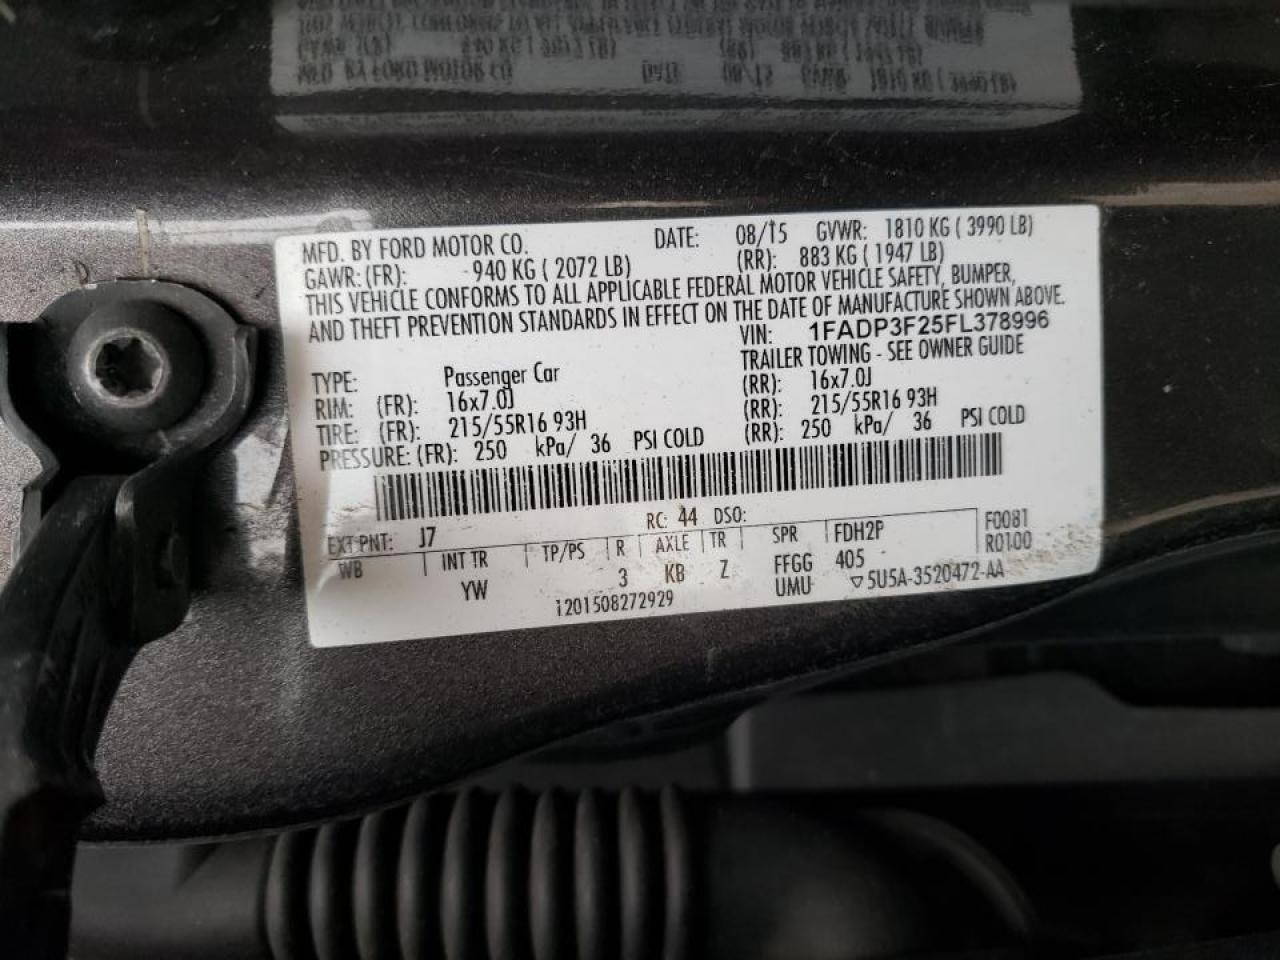 MFD. BY FORD MOTOR CO. DATE: 08/15 GVWR: 1810 KG ( 3990 LB)
GAWR: (FR): 940 KG ( 2072 LB) (RR): 883 KG ( 1947 LB)
THIS VEHICLE CONFORMS TO ALL APPLICABLE FEDERAL MOTOR VEHICLE SAFETY, BUMPER,
AND THEFT PREVENTION STANDARDS IN EFFECT ON THE DATE OF MANUFACTURE SHOWN ABOVE.
VIN: 1FADP3F25FL378996
TYPE: Passenger Car TRAILER TOWING - SEE OWNER GUIDE
RIM: (FR): 16x7.0J (RR): 16x7.0J
TIRE: (FR): 215/55R16 93H (RR): 215/55R16 93H
PRESSURE: (FR): 250 kPa/ 36 PSI COLD (RR): 250 kPa/ 36 PSI COLD
EXT PNT: J7 RC: 44 DSO: F0081
WB INT TR TP/PS R AXLE TR SPR FDH2P R0100
YW 3 KB Z FFGG 405
1201508272929 UMU ▽5U5A-3520472-AA